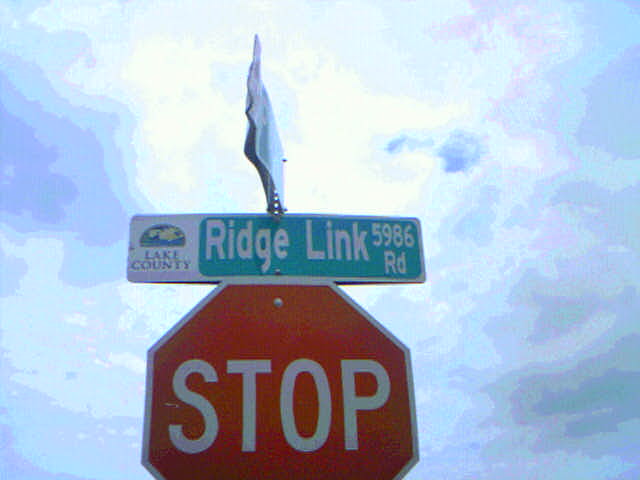 LAKE
COUNTY
Ridge Link 5986
Rd
STOP